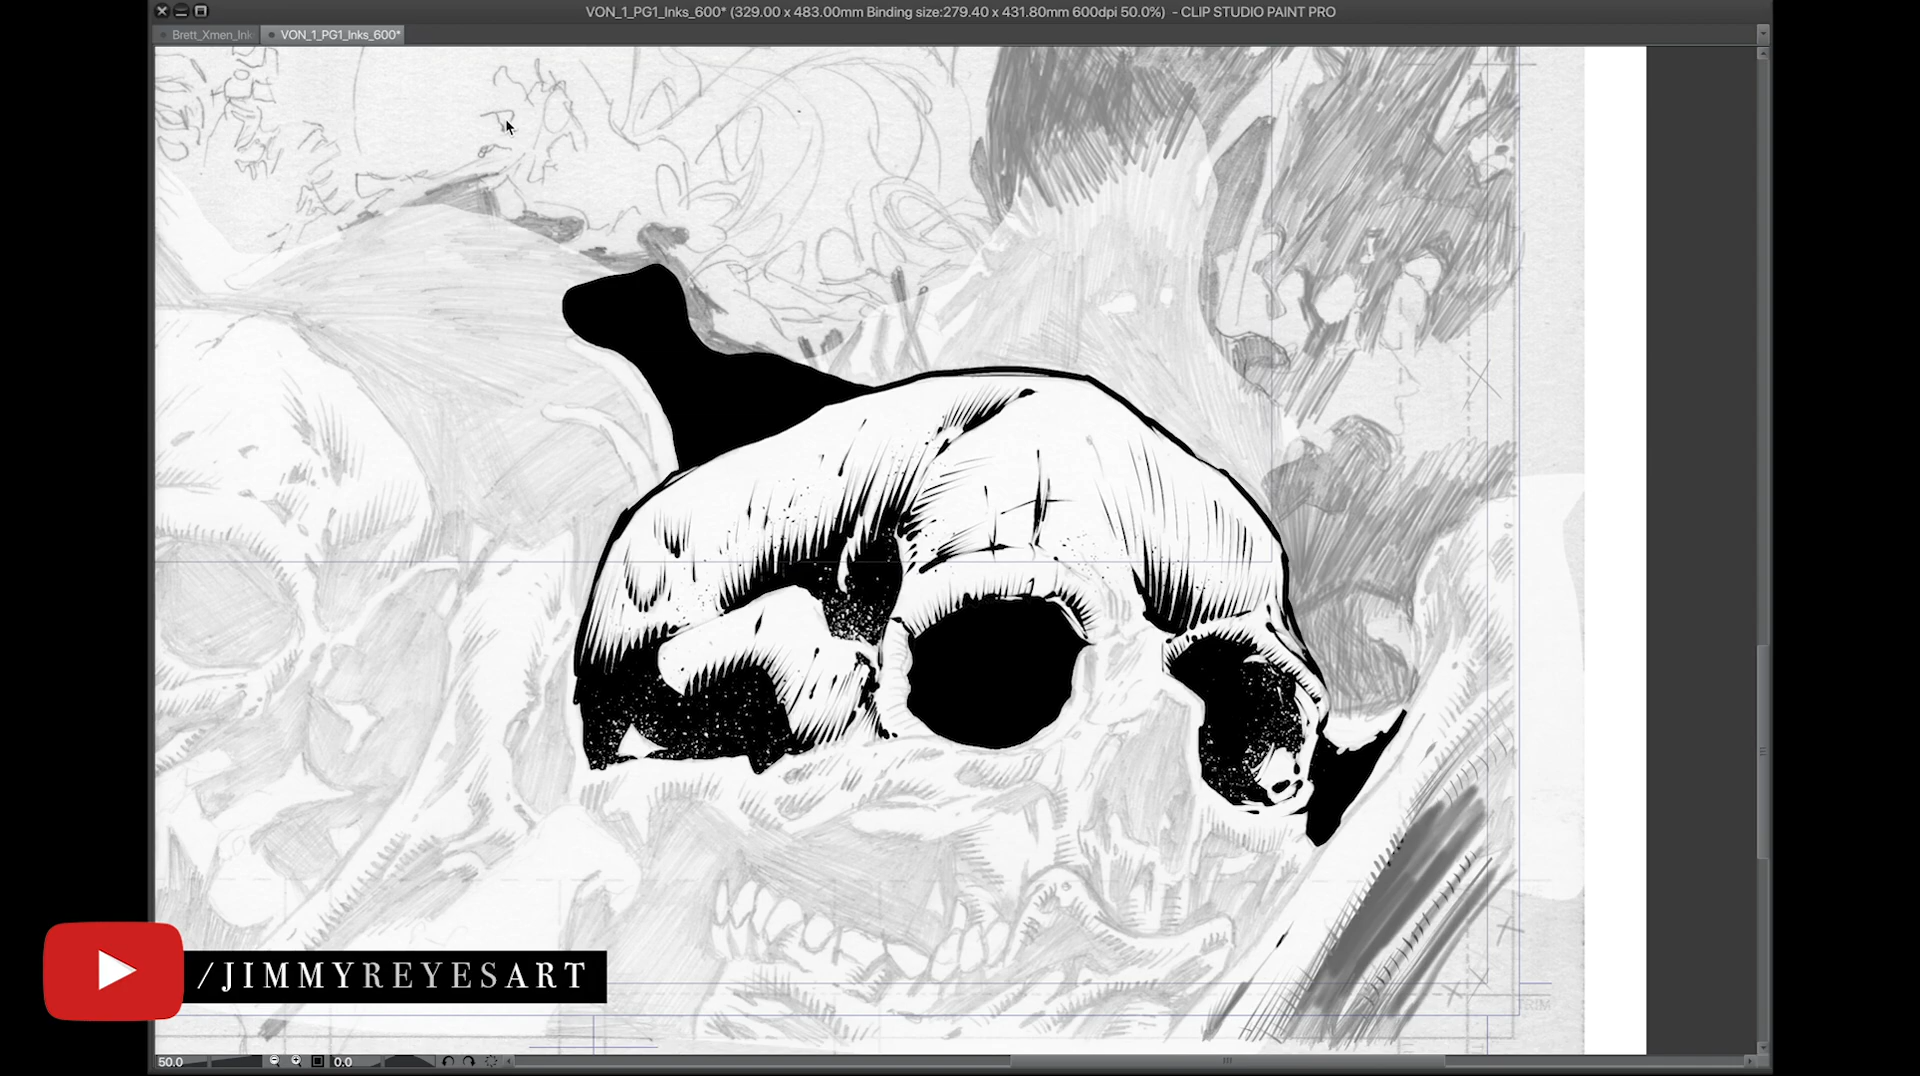 VON_1_PG1_Inks_600* (329.00 x 483.00mm Binding size:279.40 x 431.80mm 600dpi 50.0%) - CLIP STUDIO PAINT PRO
Brett_Xmen_Ink
VON_1_PG1_Inks_600*
TRIM
/JIMMYREYESART
50.0
0.0